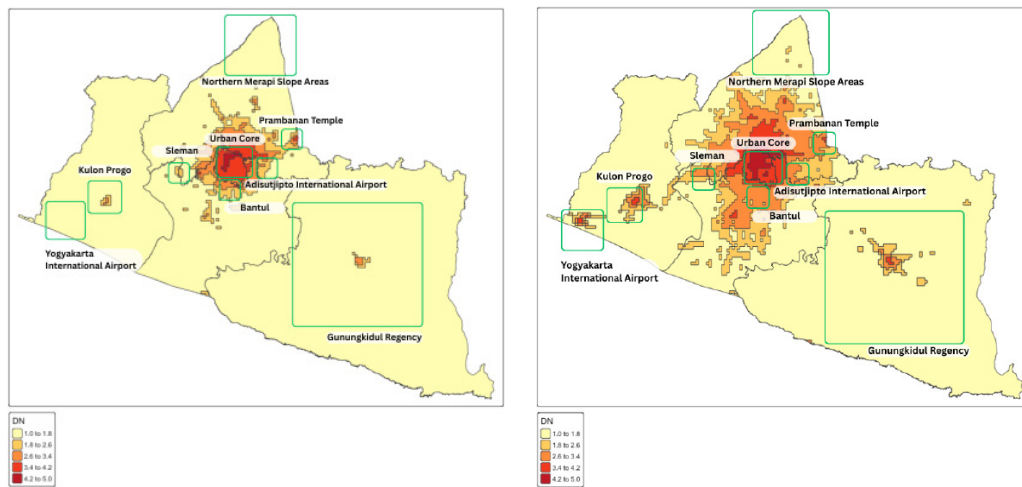 Northern Merapi Slope Areas
Prambanan Temple
Urban Core
Sleman
Kulon Progo
Adisutjipto International Airport
Bantul
Yogyakarta
International Airport
Gunungkidul Regency
DN
1.0 to 1.8
1.8 to 2.6
2.6 to 3.4
3.4 to 4.2
4.2 to 5.0
Northern Merapi Slope Areas
Prambanan Temple
Urban Core
Sleman
Kulon Progo
Adisutjipto International Airport
Bantul
Yogyakarta
International Airport
Gunungkidul Regency
DN
1.0 to 1.8
1.8 to 2.6
2.6 to 3.4
3.4 to 4.2
4.2 to 5.0